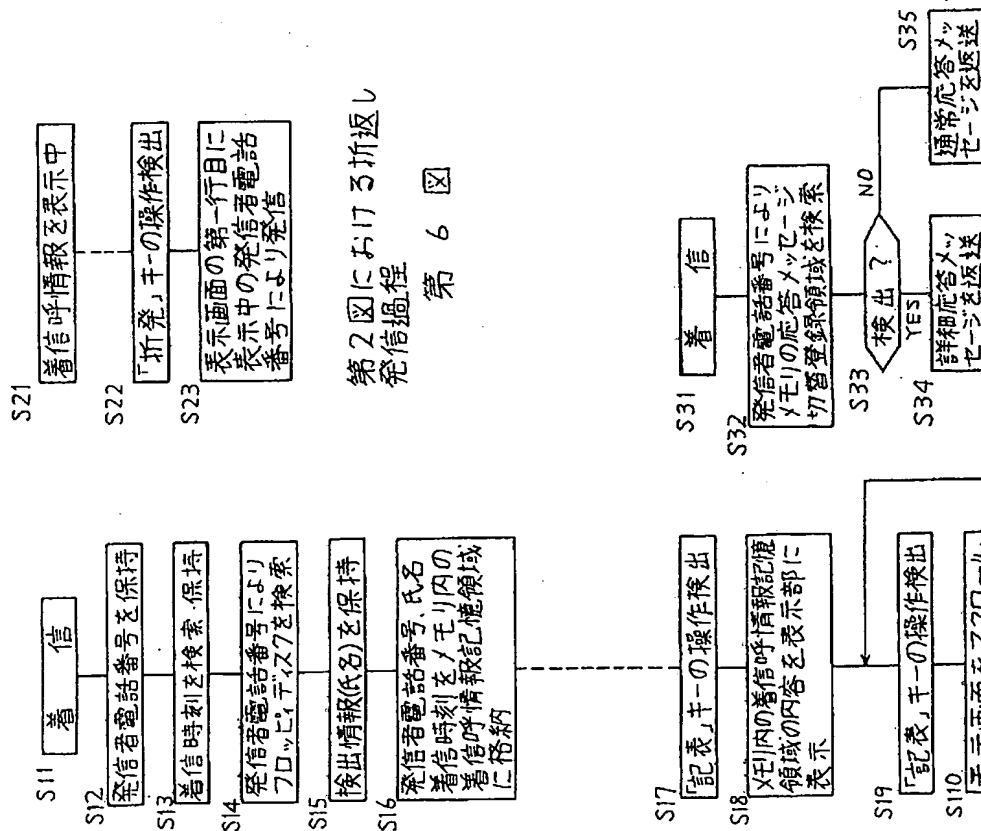 S11
着信
S12
発信者電話番号を保持
S13
着信時刻を検索・保持
S14
発信者電話番号により
フロッピィディスクを検索
S15
検出情報(氏名)を保持
S16
発信者電話番号、氏名
着信時刻をメモリ内の
着信呼情報記憶領域
に格納
S17
「記表」キーの操作検出
S18
メモリ内の着信呼情報記憶
領域の内容を表示部に
表示
S19
「記表」キーの操作検出
S110
表示画面をスクロール
S21
着信呼情報を表示中
S22
「折発」キーの操作検出
S23
表示画面の第一行目に
表示中の発信者電話
番号により発信
第2図における折返し
発信過程
第6図
S31
着信
S32
発信者電話番号により
メモリの応答メッセージ
切替登録領域を検索
S33
検出?
YES
NO
S34
詳細応答メッ
セージを返送
S35
通常応答メッ
セージを返送